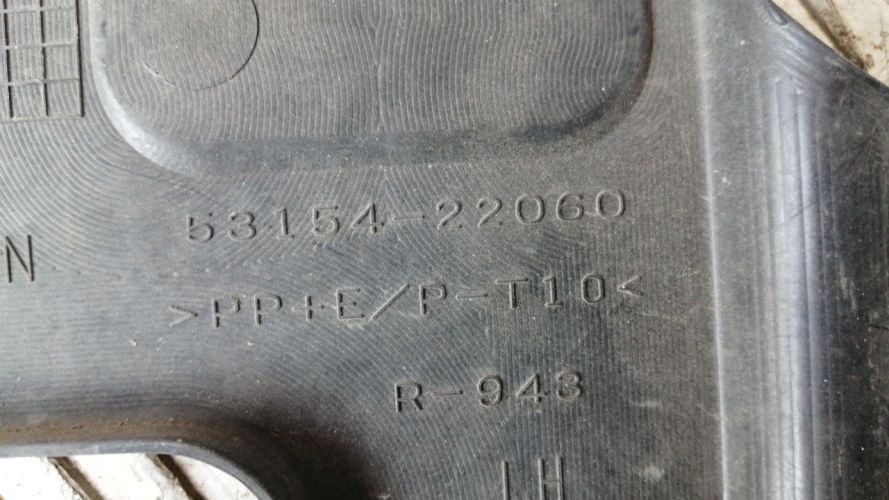 53154-22060
N
>PP+E/P-T10<
R-943
LH